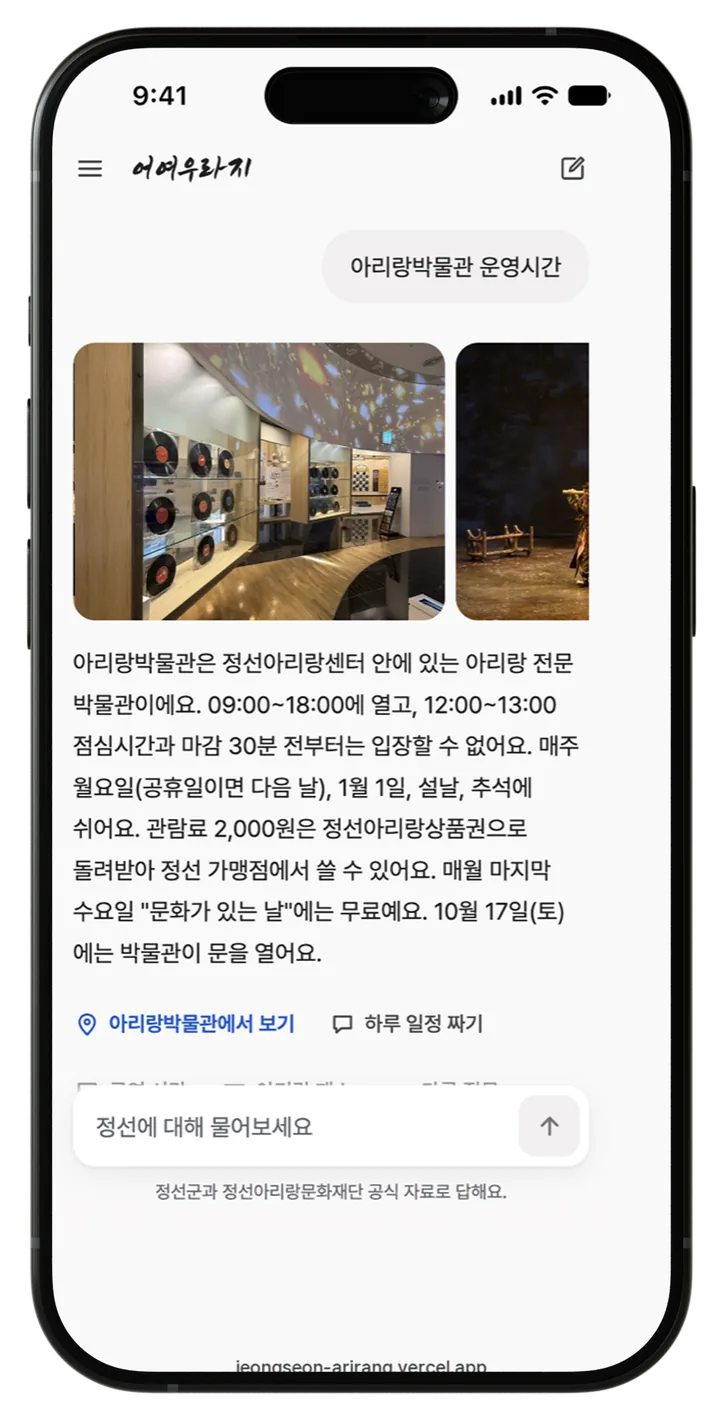 9:41
어여우라지
아리랑박물관 운영시간
아리랑박물관은 정선아리랑센터 안에 있는 아리랑 전문
박물관이에요. 09:00~18:00에 열고, 12:00~13:00
점심시간과 마감 30분 전부터는 입장할 수 없어요. 매주
월요일(공휴일이면 다음 날), 1월 1일, 설날, 추석에
쉬어요. 관람료 2,000원은 정선아리랑상품권으로
돌려받아 정선 가맹점에서 쓸 수 있어요. 매월 마지막
수요일 "문화가 있는 날"에는 무료예요. 10월 17일(토)
에는 박물관이 문을 열어요.
아리랑박물관에서 보기 하루 일정 짜기
정선에 대해 물어보세요
정선군과 정선아리랑문화재단 공식 자료로 답해요.
jeongseon-arirang.vercel.app